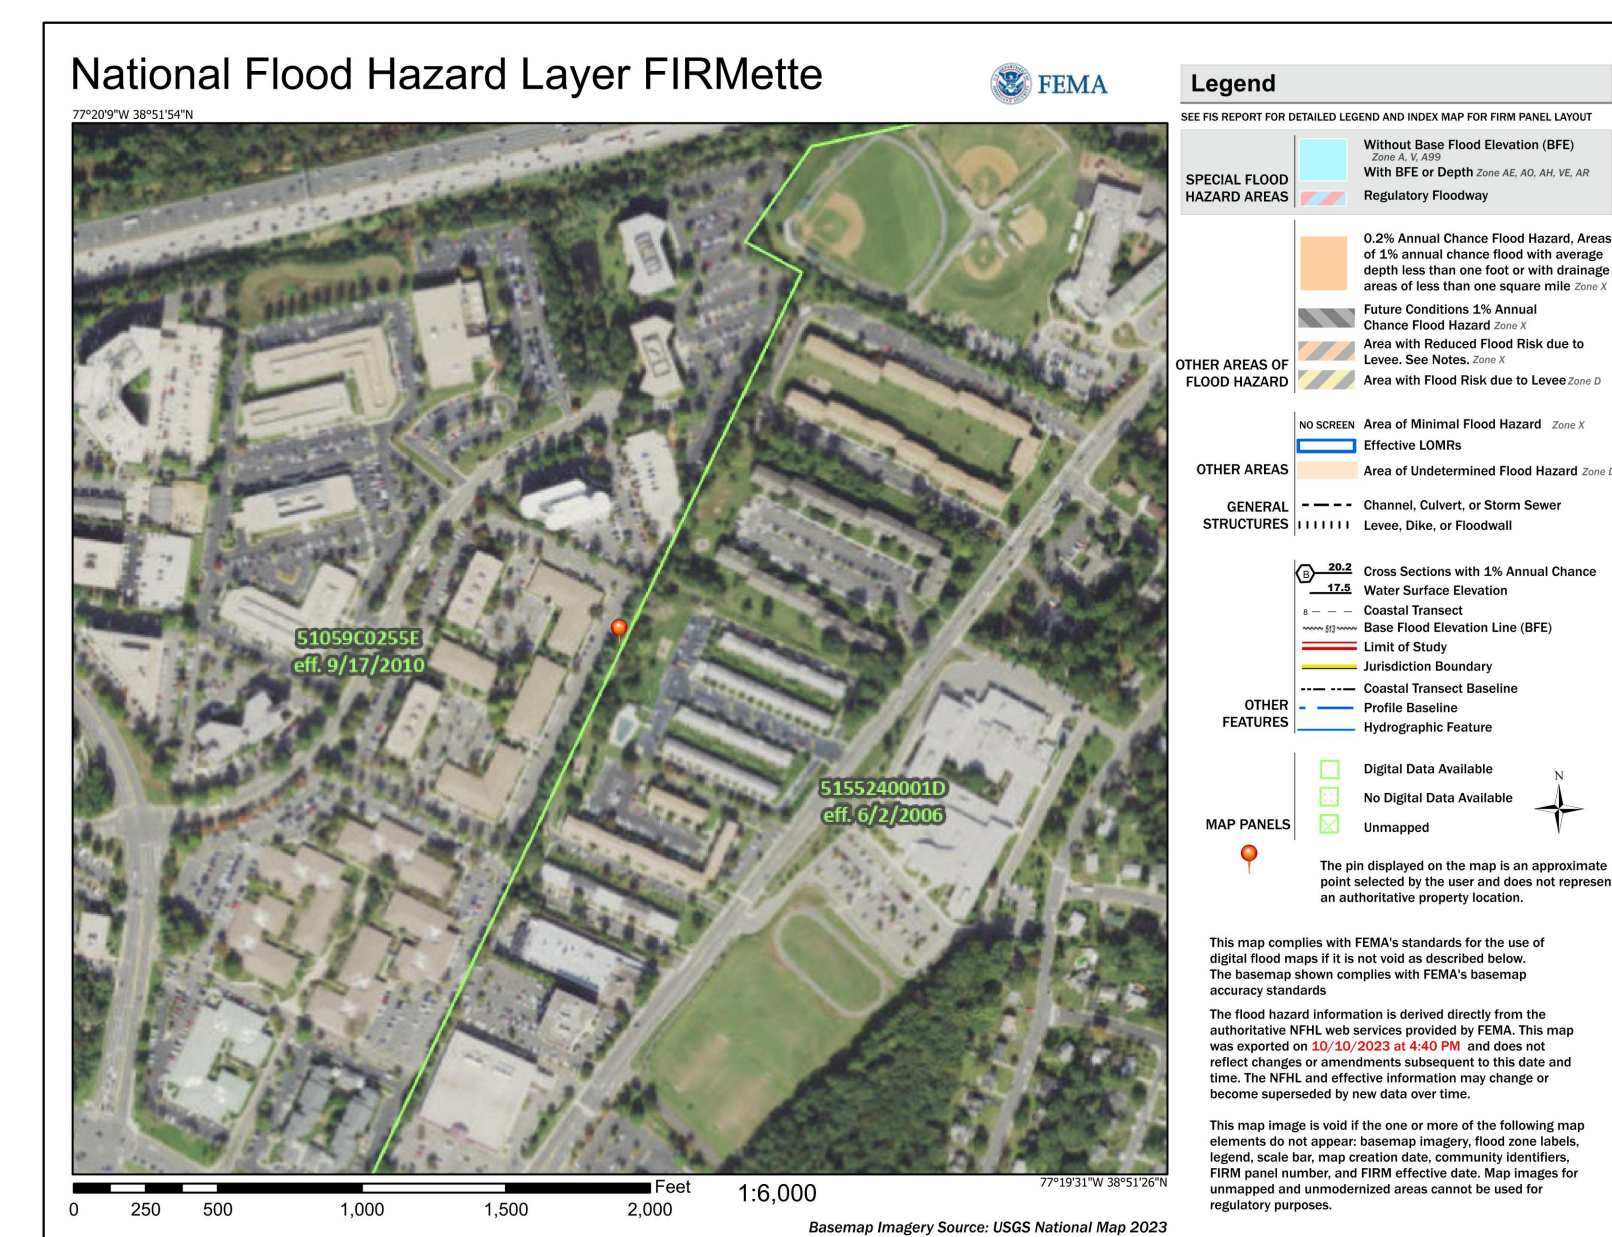 National Flood Hazard Layer FIRMette
FEMA
77°20'9"W 38°51'54"N
51059C0255E
eff. 9/17/2010
5155240001D
eff. 6/2/2006
77°19'31"W 38°51'26"N
Feet
0 250 500 1,000 1,500 2,000
1:6,000
Basemap Imagery Source: USGS National Map 2023
Legend
SEE FIS REPORT FOR DETAILED LEGEND AND INDEX MAP FOR FIRM PANEL LAYOUT
SPECIAL FLOOD
HAZARD AREAS
Without Base Flood Elevation (BFE)
Zone A, V, A99
With BFE or Depth Zone AE, AO, AH, VE, AR
Regulatory Floodway
OTHER AREAS OF
FLOOD HAZARD
0.2% Annual Chance Flood Hazard, Areas
of 1% annual chance flood with average
depth less than one foot or with drainage
areas of less than one square mile Zone X
Future Conditions 1% Annual
Chance Flood Hazard Zone X
Area with Reduced Flood Risk due to
Levee. See Notes. Zone X
Area with Flood Risk due to Levee Zone D
OTHER AREAS
NO SCREEN Area of Minimal Flood Hazard Zone X
Effective LOMRs
Area of Undetermined Flood Hazard Zone
GENERAL
STRUCTURES
Channel, Culvert, or Storm Sewer
Levee, Dike, or Floodwall
OTHER
FEATURES
B 20.2 Cross Sections with 1% Annual Chance
17.5 Water Surface Elevation
8 Coastal Transect
513 Base Flood Elevation Line (BFE)
Limit of Study
Jurisdiction Boundary
Coastal Transect Baseline
Profile Baseline
Hydrographic Feature
MAP PANELS
Digital Data Available
No Digital Data Available
Unmapped
N
The pin displayed on the map is an approximate
point selected by the user and does not represen
an authoritative property location.
This map complies with FEMA's standards for the use of
digital flood maps if it is not void as described below.
The basemap shown complies with FEMA's basemap
accuracy standards
The flood hazard information is derived directly from the
authoritative NFHL web services provided by FEMA. This map
was exported on 10/10/2023 at 4:40 PM and does not
reflect changes or amendments subsequent to this date and
time. The NFHL and effective information may change or
become superseded by new data over time.
This map image is void if the one or more of the following map
elements do not appear: basemap imagery, flood zone labels,
legend, scale bar, map creation date, community identifiers,
FIRM panel number, and FIRM effective date. Map images for
unmapped and unmodernized areas cannot be used for
regulatory purposes.